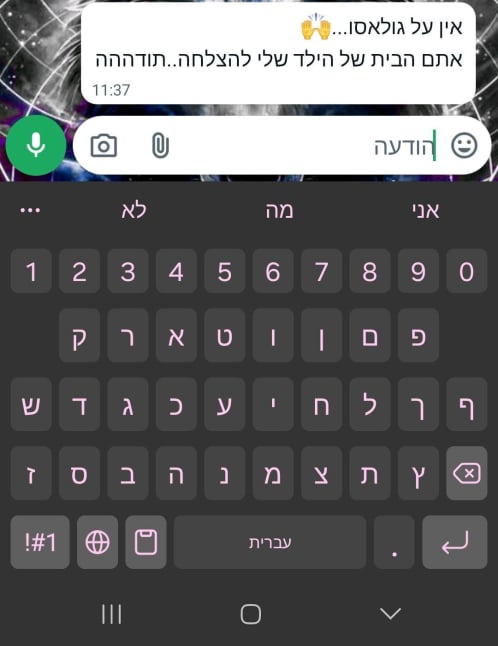 אין על גולאסו...🙌
אתם הבית של הילד שלי להצלחה..תודההה
11:37
הודעה
אני מה לא ...
1 2 3 4 5 6 7 8 9 0
ק ר א ט ו ן ם פ
ש ד ג כ ע י ח ל ך ף
ז ס ב ה נ מ צ ת ץ
!#1 עברית .